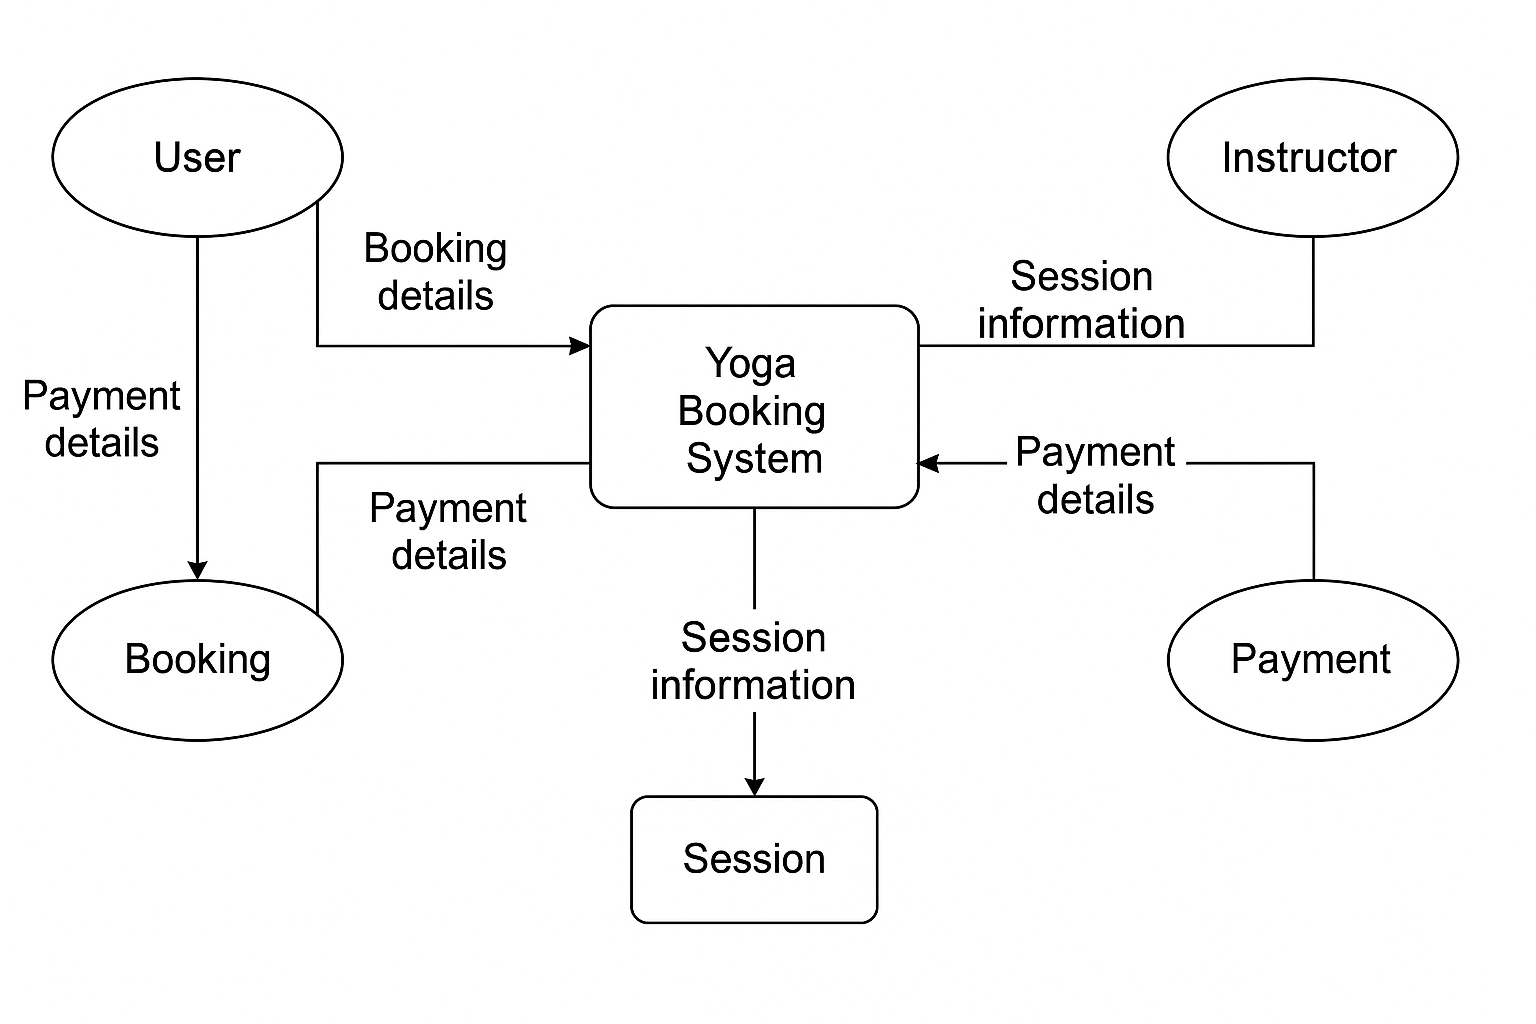 User
Instructor
Booking
details
Session
information
Yoga
Booking
System
Payment
details
Payment
details
Payment
details
Session
information
Booking
Payment
Session